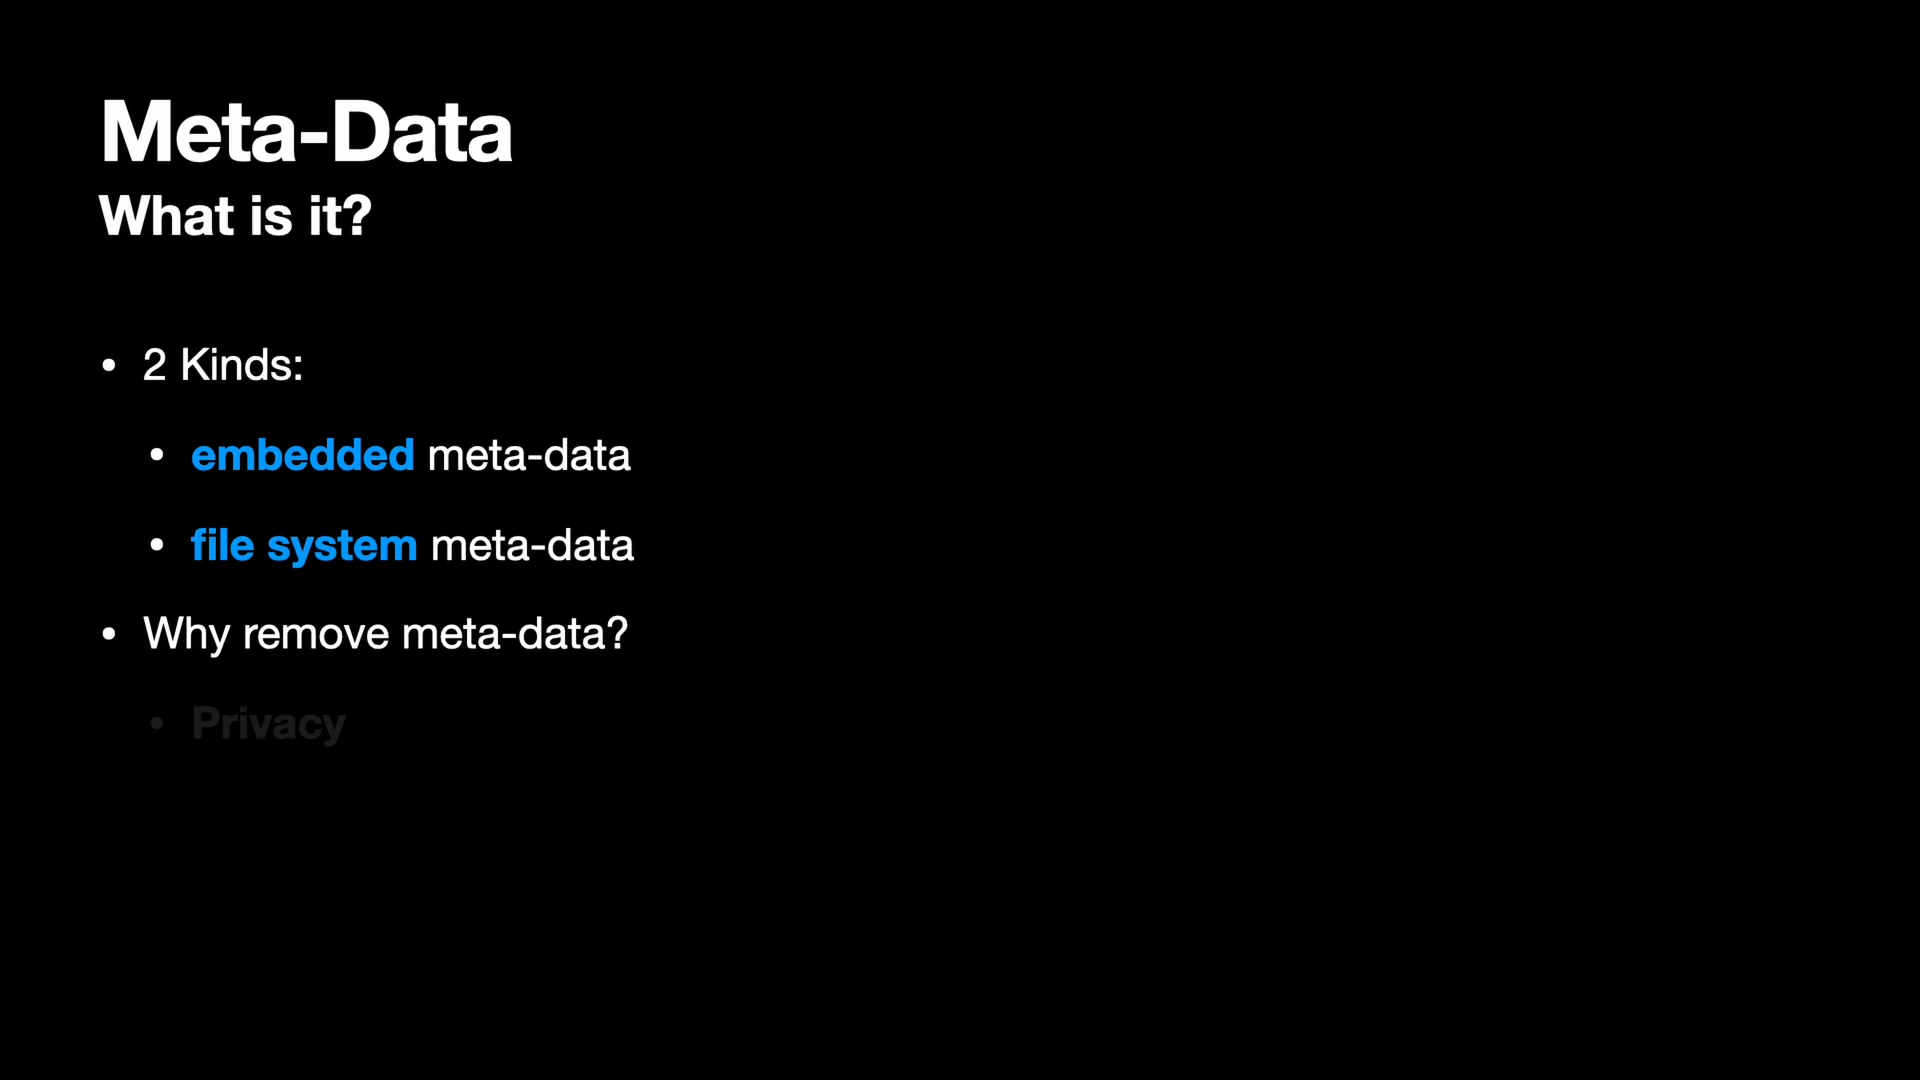 Meta-Data
What is it?
• 2 Kinds:
• embedded meta-data
• file system meta-data
• Why remove meta-data?
• Privacy